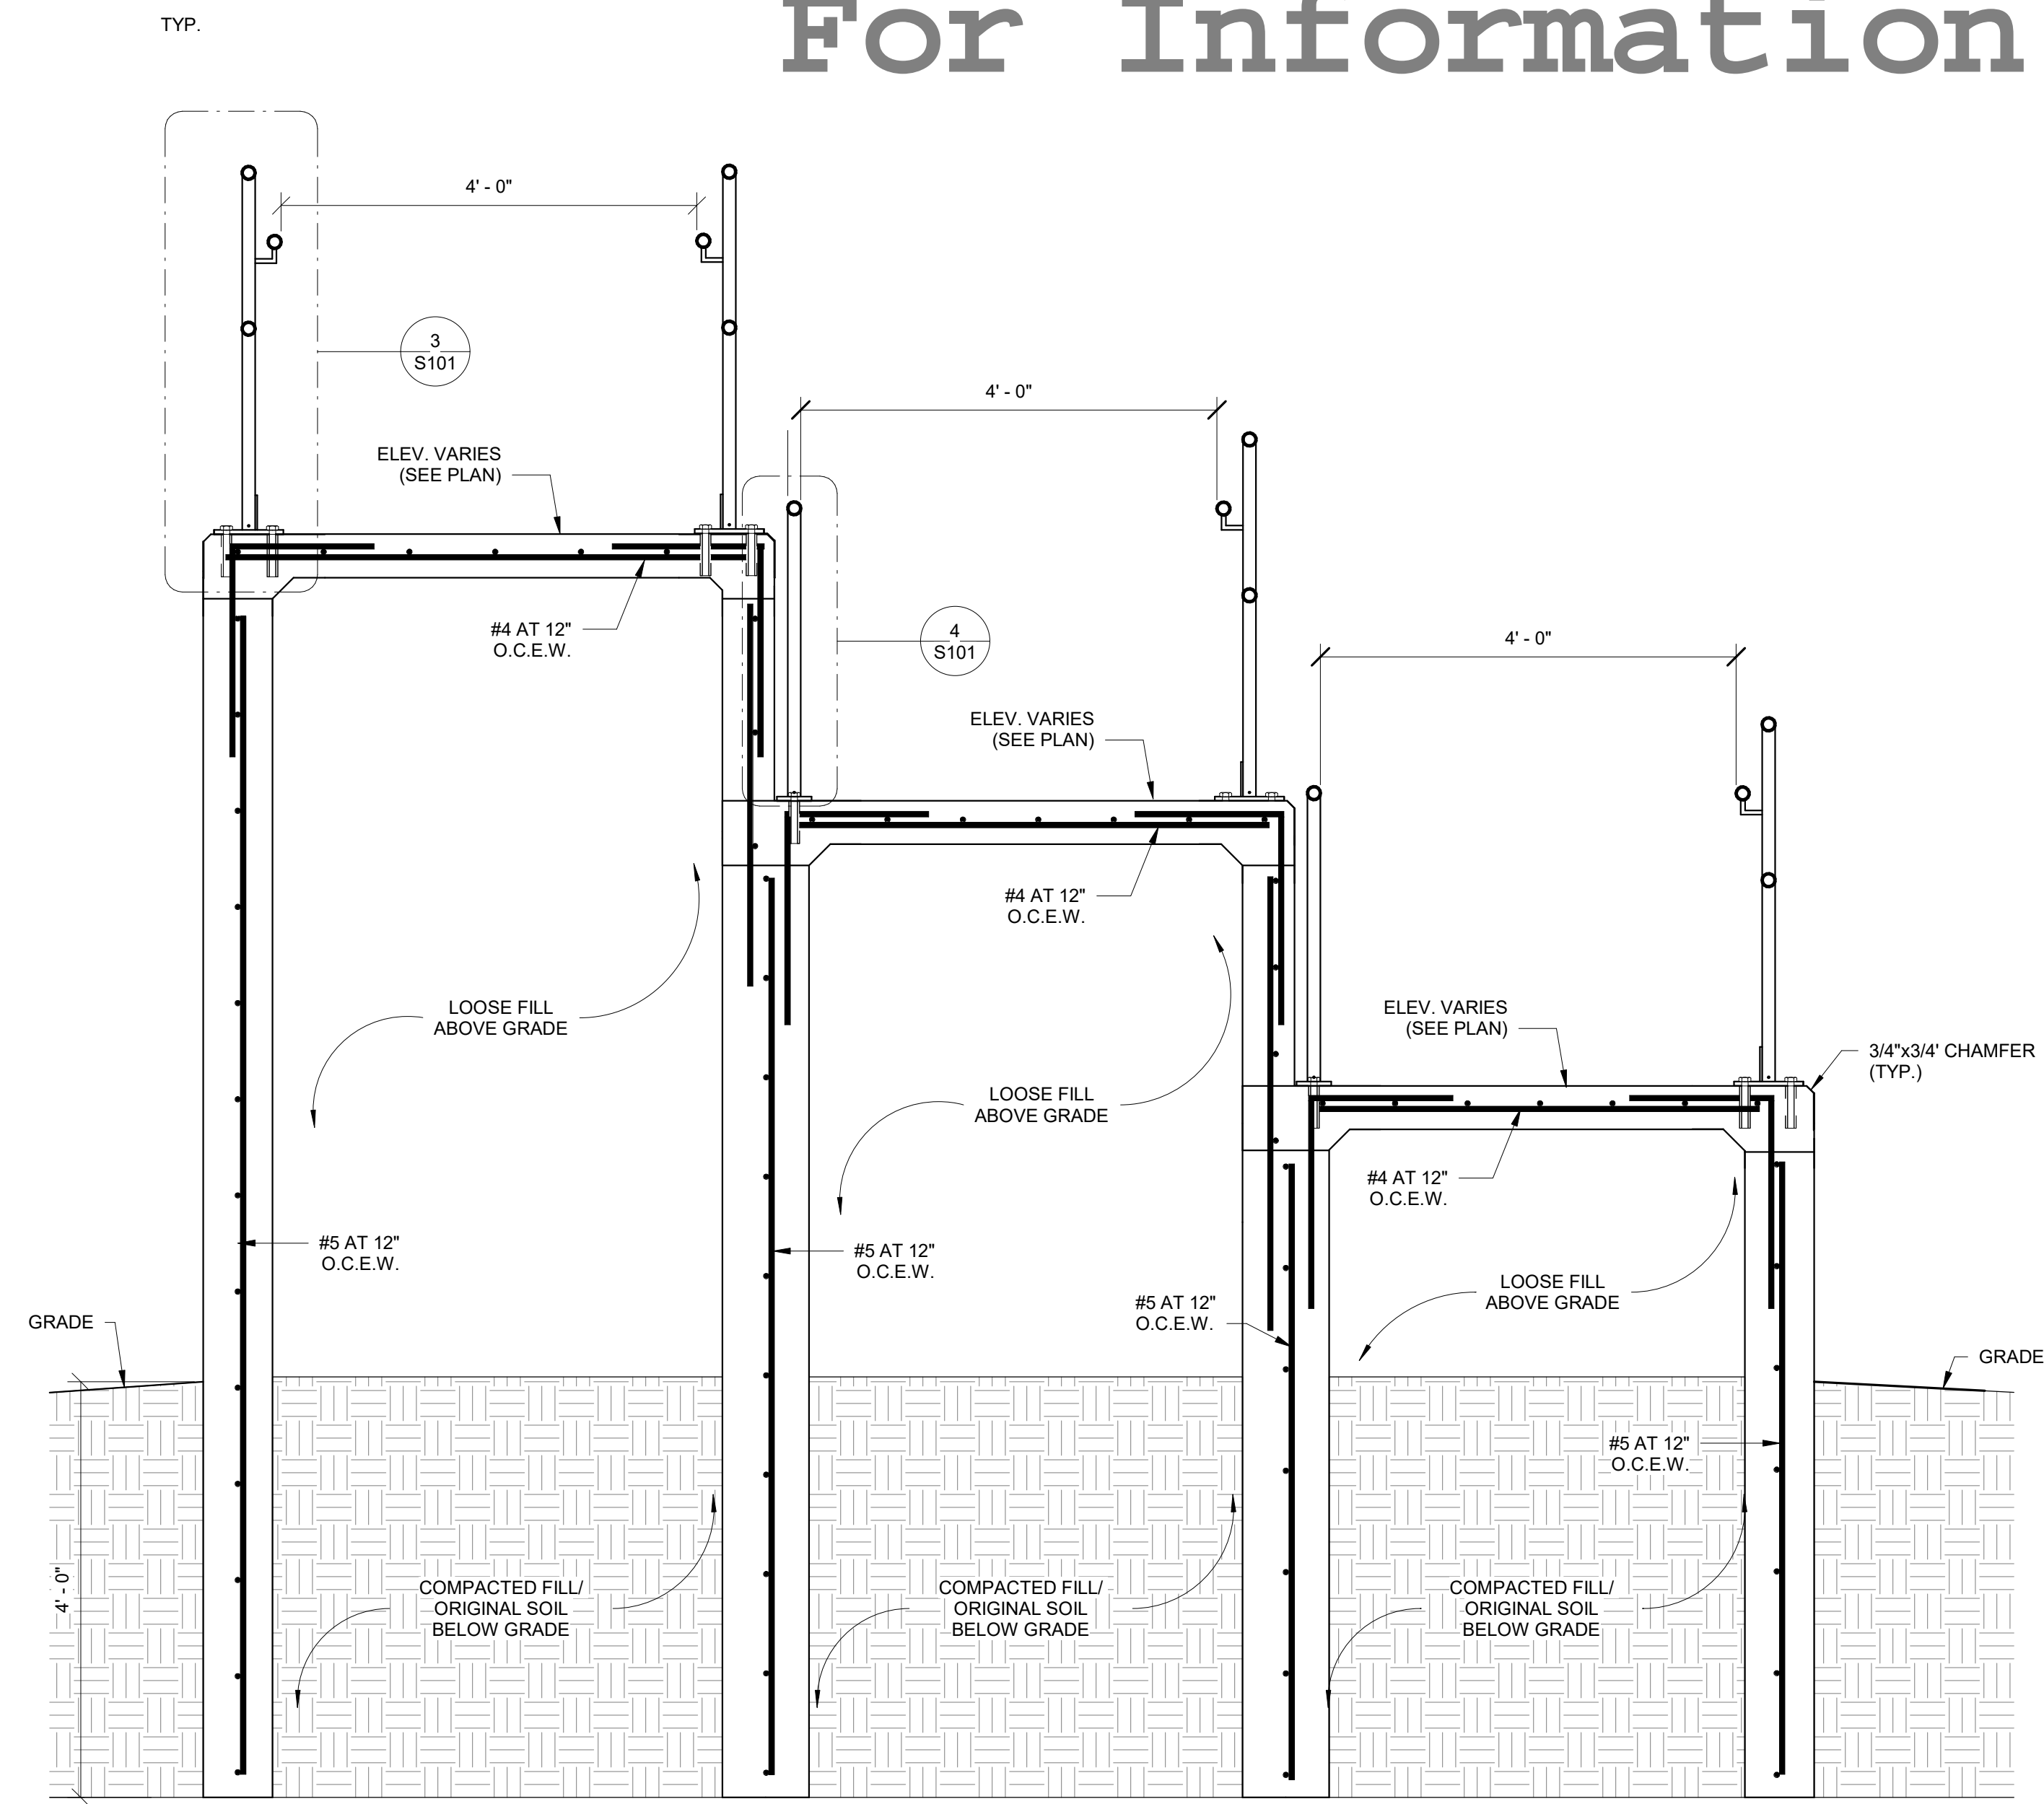 For Information
TYP.
4' - 0"
3
S101
4' - 0"
ELEV. VARIES
(SEE PLAN)
#4 AT 12"
O.C.E.W.
4
S101
4' - 0"
ELEV. VARIES
(SEE PLAN)
#4 AT 12"
O.C.E.W.
LOOSE FILL
ABOVE GRADE
ELEV. VARIES
(SEE PLAN)
3/4"x3/4' CHAMFER
(TYP.)
LOOSE FILL
ABOVE GRADE
#4 AT 12"
O.C.E.W.
#5 AT 12"
O.C.E.W.
#5 AT 12"
O.C.E.W.
#5 AT 12"
O.C.E.W.
LOOSE FILL
ABOVE GRADE
GRADE
GRADE
#5 AT 12"
O.C.E.W.
4' - 0"
COMPACTED FILL/
ORIGINAL SOIL
BELOW GRADE
COMPACTED FILL/
ORIGINAL SOIL
BELOW GRADE
COMPACTED FILL/
ORIGINAL SOIL
BELOW GRADE